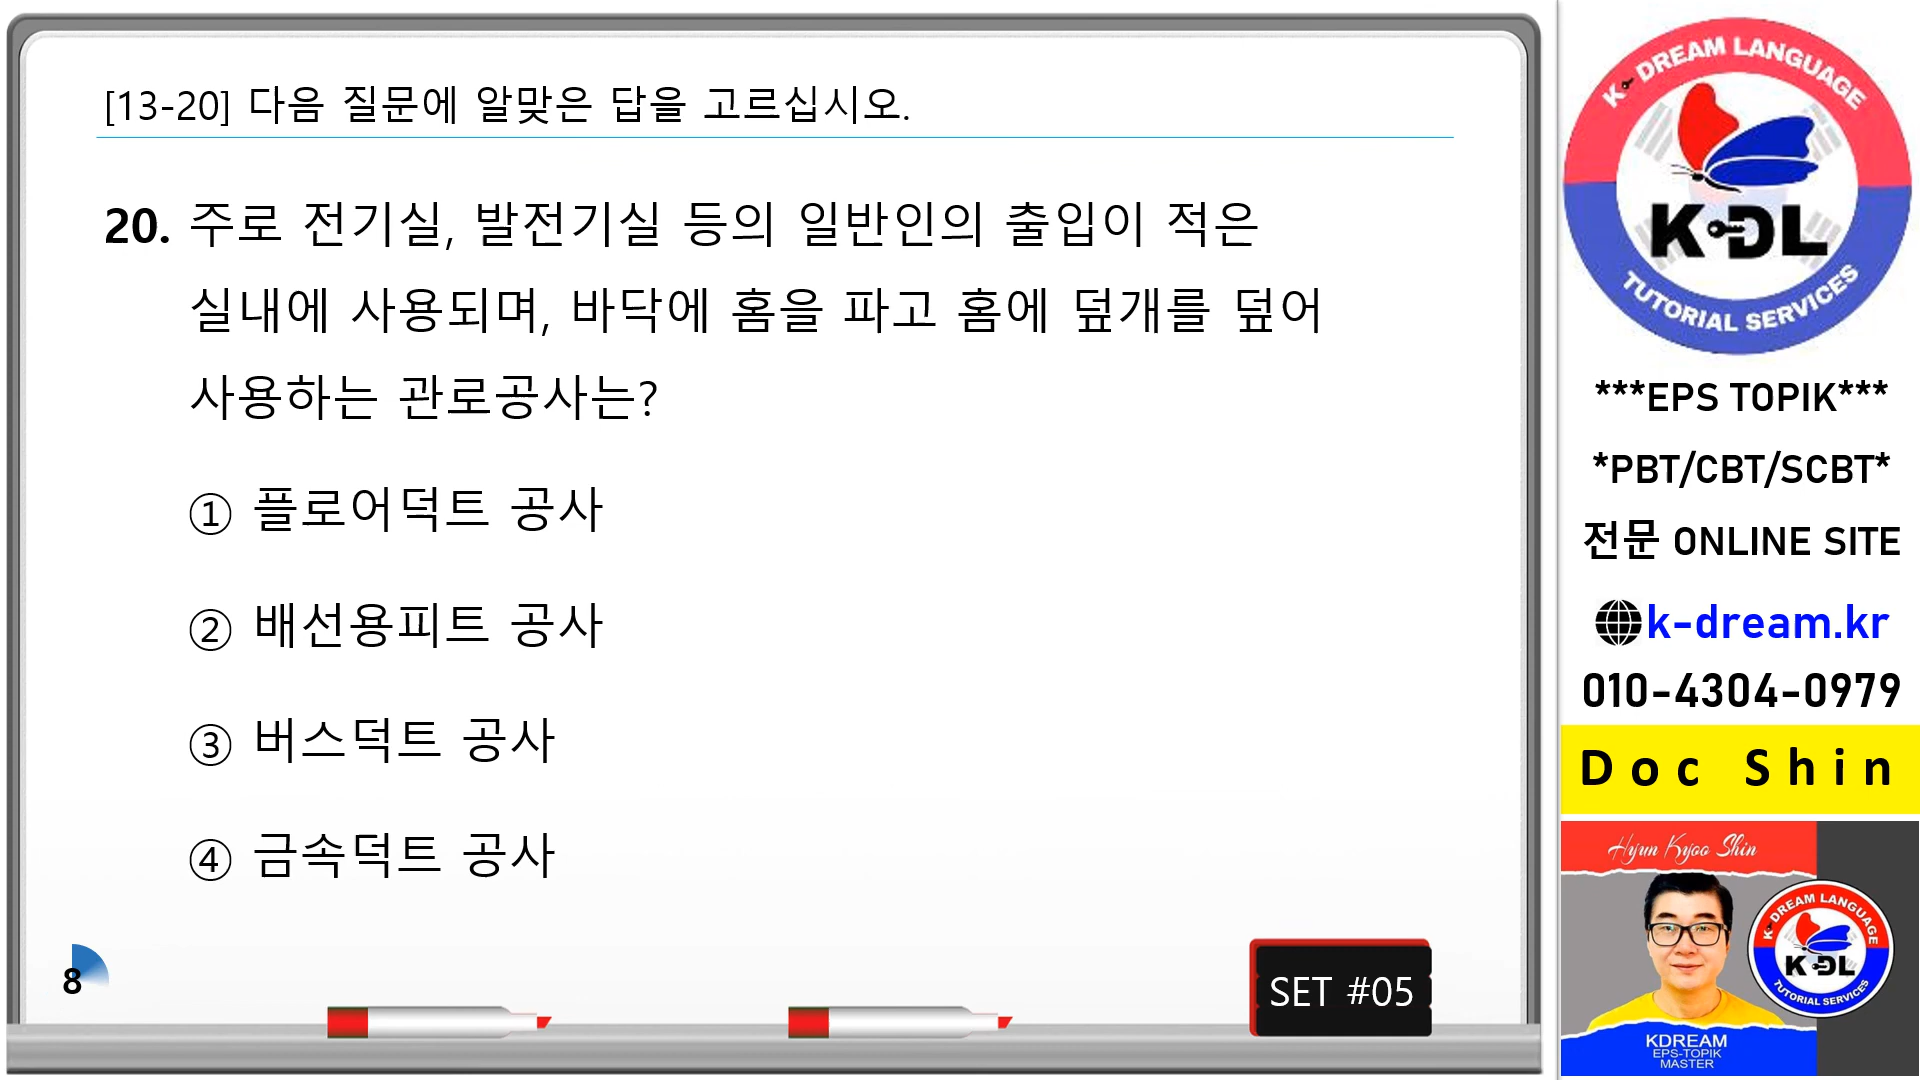 [13-20] 다음 질문에 알맞은 답을 고르십시오.
20. 주로 전기실, 발전기실 등의 일반인의 출입이 적은
실내에 사용되며, 바닥에 홈을 파고 홈에 덮개를 덮어
사용하는 관로공사는?
① 플로어덕트 공사
② 배선용피트 공사
③ 버스덕트 공사
④ 금속덕트 공사
8
SET #05
K DREAM LANGUAGE
K DL
TUTORIAL SERVICES
***EPS TOPIK***
*PBT/CBT/SCBT*
전문 ONLINE SITE
k-dream.kr
010-4304-0979
Doc Shin
Hyun Kyoo Shin
K DREAM LANGUAGE
K DL
TUTORIAL SERVICES
KDREAM
EPS-TOPIK
MASTER